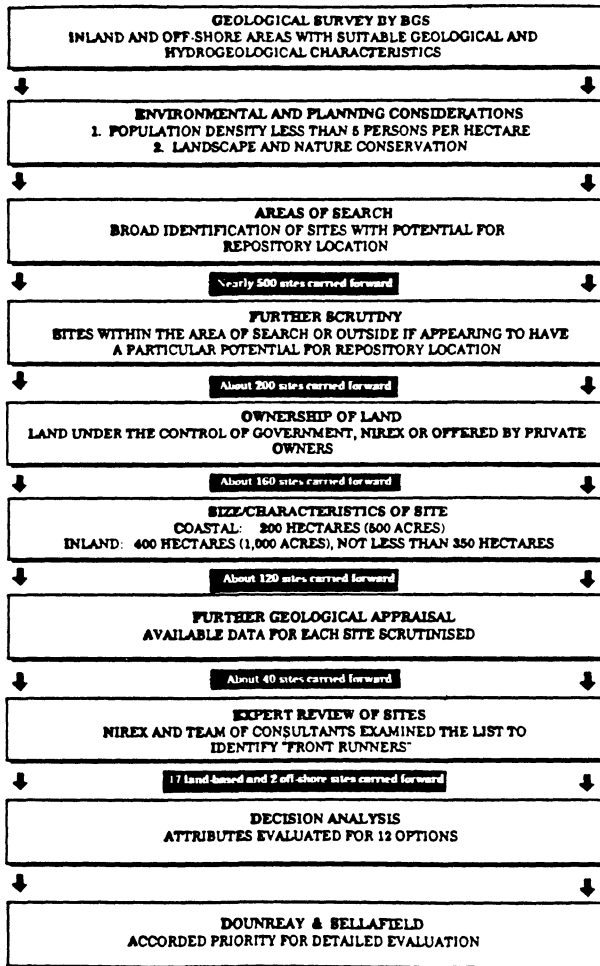 GEOLOGICAL SURVEY BY BGS
INLAND AND OFF-SHORE AREAS WITH SUITABLE GEOLOGICAL AND
HYDROGEOLOGICAL CHARACTERISTICS
ENVIRONMENTAL AND PLANNING CONSIDERATIONS
1. POPULATION DENSITY LESS THAN 5 PERSONS PER HECTARE
2. LANDSCAPE AND NATURE CONSERVATION
AREAS OF SEARCH
BROAD IDENTIFICATION OF SITES WITH POTENTIAL FOR
REPOSITORY LOCATION
Nearly 500 sites carried forward
FURTHER SCRUTINY
SITES WITHIN THE AREA OF SEARCH OR OUTSIDE IF APPEARING TO HAVE
A PARTICULAR POTENTIAL FOR REPOSITORY LOCATION
About 200 sites carried forward
OWNERSHIP OF LAND
LAND UNDER THE CONTROL OF GOVERNMENT, NIREX OR OFFERED BY PRIVATE
OWNERS
About 160 sites carried forward
SIZE/CHARACTERISTICS OF SITE
COASTAL: 200 HECTARES (500 ACRES)
INLAND: 400 HECTARES (1,000 ACRES), NOT LESS THAN 350 HECTARES
About 120 sites carried forward
FURTHER GEOLOGICAL APPRAISAL
AVAILABLE DATA FOR EACH SITE SCRUTINISED
About 40 sites carried forward
EXPERT REVIEW OF SITES
NIREX AND TEAM OF CONSULTANTS EXAMINED THE LIST TO
IDENTIFY "FRONT RUNNERS"
17 land-based and 2 off-shore sites carried forward
DECISION ANALYSIS
ATTRIBUTES EVALUATED FOR 12 OPTIONS
DOUNREAY & SELLAFIELD
ACCORDED PRIORITY FOR DETAILED EVALUATION